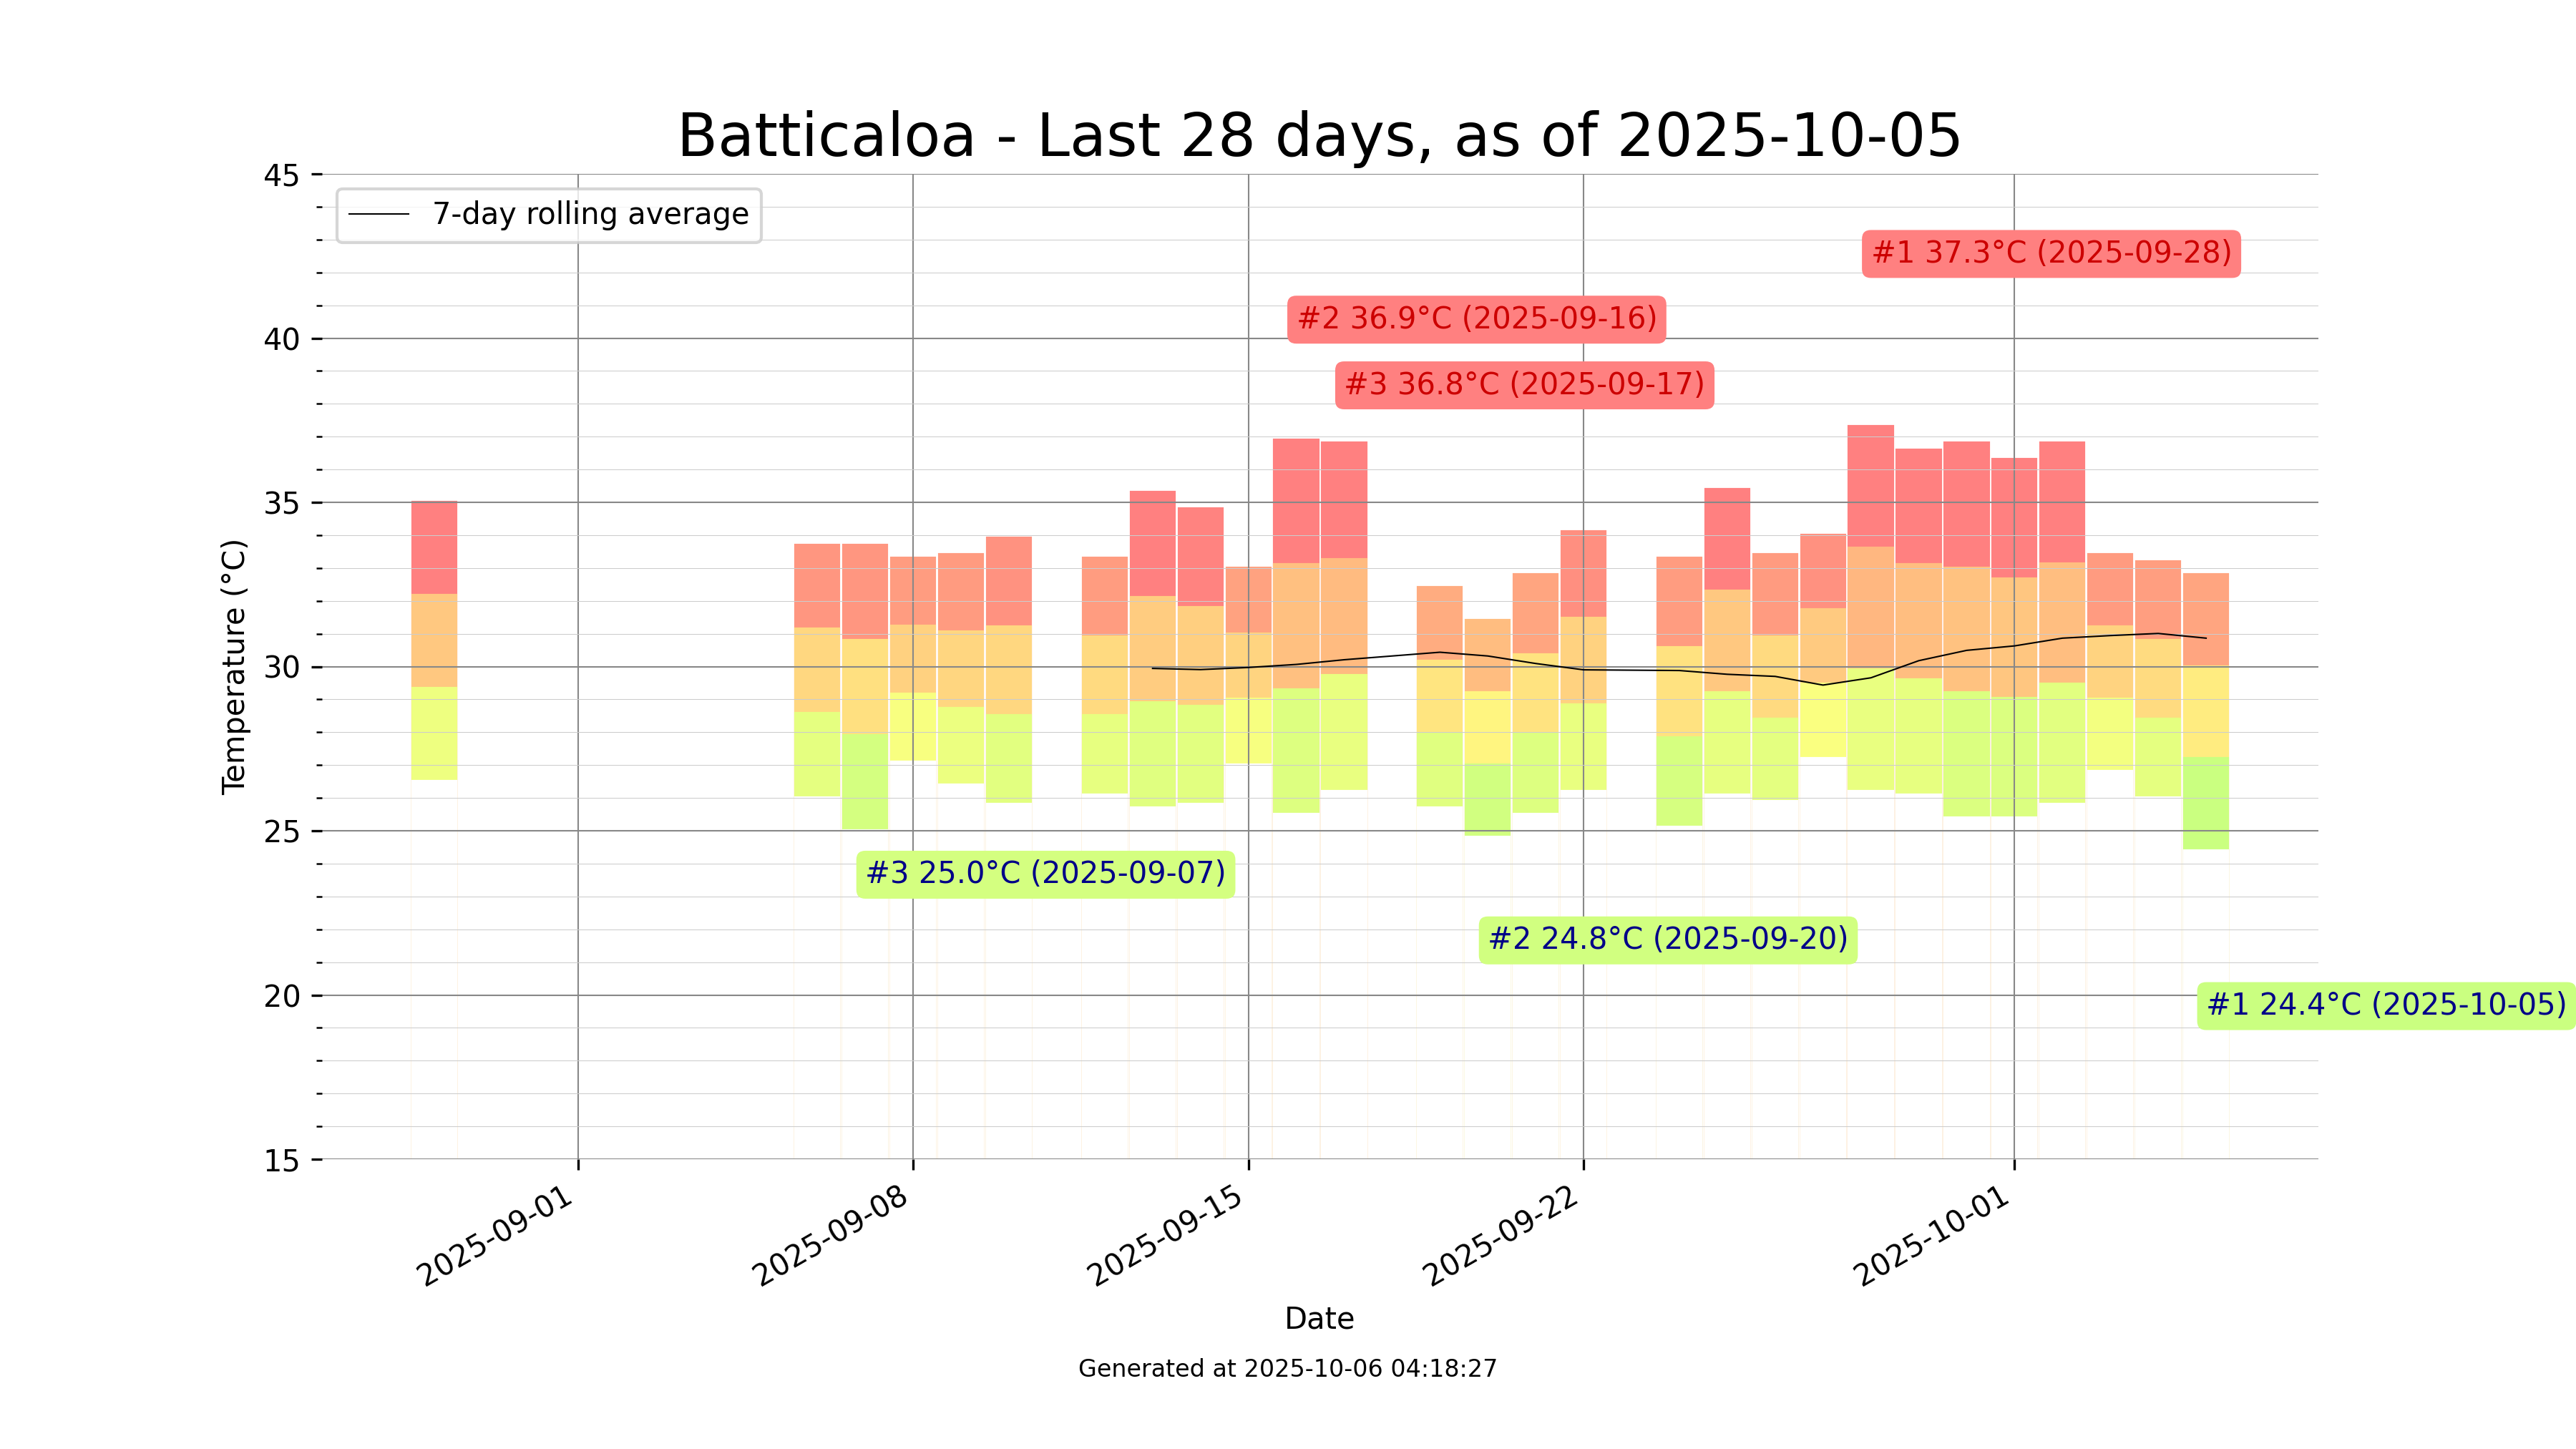 Batticaloa - Last 28 days, as of 2025-10-05
45
7-day rolling average
#1 37.3°C (2025-09-28)
#2 36.9°C (2025-09-16)
40
#3 36.8°C (2025-09-17)
35
Temperature (°C)
30
25
#3 25.0°C (2025-09-07)
#2 24.8°C (2025-09-20)
20
#1 24.4°C (2025-10-05)
15
2025-09-01
2025-09-08
2025-09-15
2025-09-22
2025-10-01
Date
Generated at 2025-10-06 04:18:27